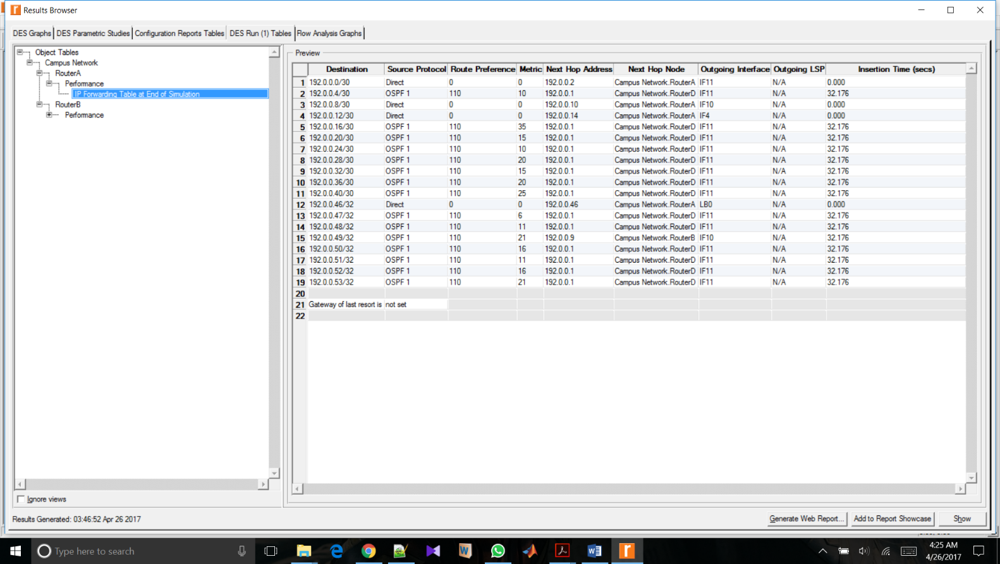 Results Browser
DES Graphs DES Parametric Studies Configuration Reports Tables DES Run (1) Tables Flow Analysis Graphs
Object Tables
Campus Network
RouterA
Performance
IP Forwarding Table at End of Simulation
RouterB
Performance
Preview
Destination Source Protocol Route Preference Metric Next Hop Address Next Hop Node Outgoing Interface Outgoing LSP Insertion Time (secs)
1 192.0.0.0/30 Direct 0 0 192.0.0.2 Campus Network.RouterA IF11 N/A 0.000
2 192.0.0.4/30 OSPF 1 110 10 192.0.0.1 Campus Network.RouterD IF11 N/A 32.176
3 192.0.0.8/30 Direct 0 0 192.0.0.10 Campus Network.RouterA IF10 N/A 0.000
4 192.0.0.12/30 Direct 0 0 192.0.0.14 Campus Network.RouterA IF4 N/A 0.000
5 192.0.0.16/30 OSPF 1 110 35 192.0.0.1 Campus Network.RouterD IF11 N/A 32.176
6 192.0.0.20/30 OSPF 1 110 15 192.0.0.1 Campus Network.RouterD IF11 N/A 32.176
7 192.0.0.24/30 OSPF 1 110 10 192.0.0.1 Campus Network.RouterD IF11 N/A 32.176
8 192.0.0.28/30 OSPF 1 110 20 192.0.0.1 Campus Network.RouterD IF11 N/A 32.176
9 192.0.0.32/30 OSPF 1 110 15 192.0.0.1 Campus Network.RouterD IF11 N/A 32.176
10 192.0.0.36/30 OSPF 1 110 20 192.0.0.1 Campus Network.RouterD IF11 N/A 32.176
11 192.0.0.40/30 OSPF 1 110 25 192.0.0.1 Campus Network.RouterD IF11 N/A 32.176
12 192.0.0.46/32 Direct 0 0 192.0.0.46 Campus Network.RouterA LB0 N/A 0.000
13 192.0.0.47/32 OSPF 1 110 6 192.0.0.1 Campus Network.RouterD IF11 N/A 32.176
14 192.0.0.48/32 OSPF 1 110 11 192.0.0.1 Campus Network.RouterD IF11 N/A 32.176
15 192.0.0.49/32 OSPF 1 110 21 192.0.0.9 Campus Network.RouterB IF10 N/A 32.176
16 192.0.0.50/32 OSPF 1 110 16 192.0.0.1 Campus Network.RouterD IF11 N/A 32.176
17 192.0.0.51/32 OSPF 1 110 11 192.0.0.1 Campus Network.RouterD IF11 N/A 32.176
18 192.0.0.52/32 OSPF 1 110 16 192.0.0.1 Campus Network.RouterD IF11 N/A 32.176
19 192.0.0.53/32 OSPF 1 110 21 192.0.0.1 Campus Network.RouterD IF11 N/A 32.176
20
21 Gateway of last resort is not set
22
Ignore views
Results Generated: 03:46:52 Apr 26 2017
Generate Web Report... Add to Report Showcase Show
Type here to search
4:25 AM
4/26/2017